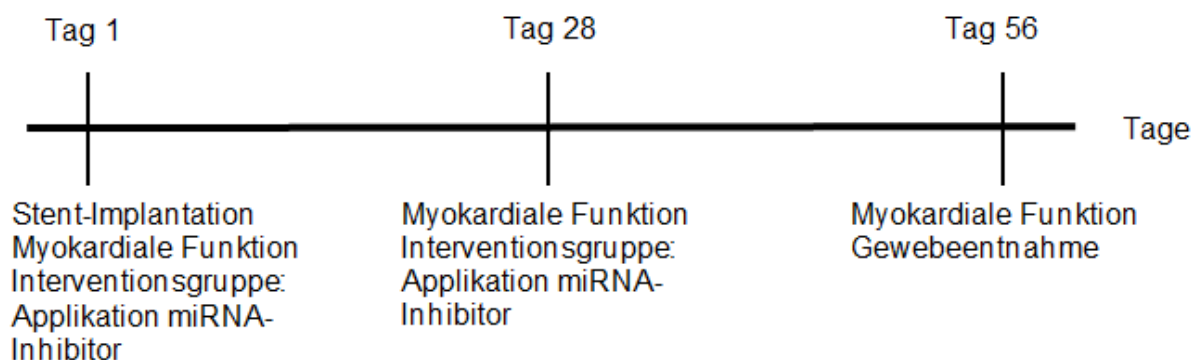 Tag 1
Tag 28
Tag 56
Tage
Stent-Implantation
Myokardiale Funktion
Interventionsgruppe:
Applikation miRNA-
Inhibitor
Myokardiale Funktion
Interventionsgruppe:
Applikation miRNA-
Inhibitor
Myokardiale Funktion
Gewebeentnahme